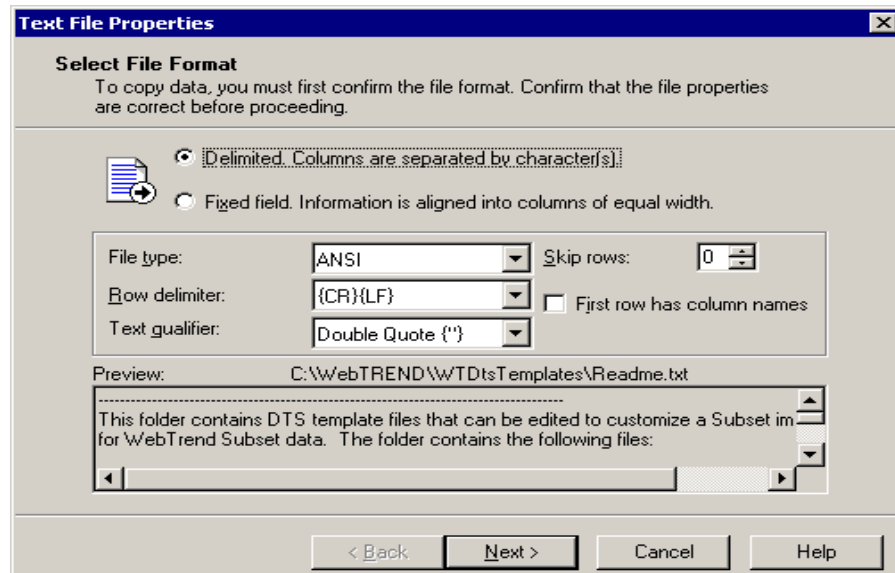 Text File Properties
Select File Format
To copy data, you must first confirm the file format. Confirm that the file properties
are correct before proceeding.
Delimited. Columns are separated by character(s).
Fixed field. Information is aligned into columns of equal width.
File type:
ANSI
Skip rows:
0
Row delimiter:
{CR}{LF}
First row has column names
Text qualifier:
Double Quote {"}
Preview:
C:\WebTREND\WTDtsTemplates\Readme.txt
--------------------------------------------------------------------------------
This folder contains DTS template files that can be edited to customize a Subset im
for WebTrend Subset data.  The folder contains the following files:
< Back
Next >
Cancel
Help